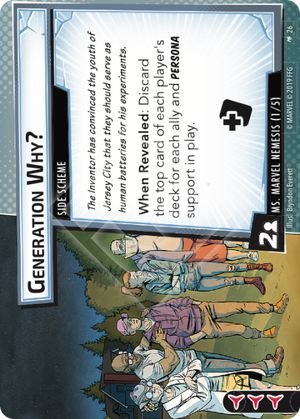 GENERATION WHY?
SIDE SCHEME
The Inventor has convinced the youth of
Jersey City that they should serve as
human batteries for his experiments.
When Revealed: Discard
the top card of each player's
deck for each ally and PERSONA
support in play.
2
MS. MARVEL NEMESIS (1/5)
Illus. Brynden Everett
© MARVEL © 2019 FFG
26